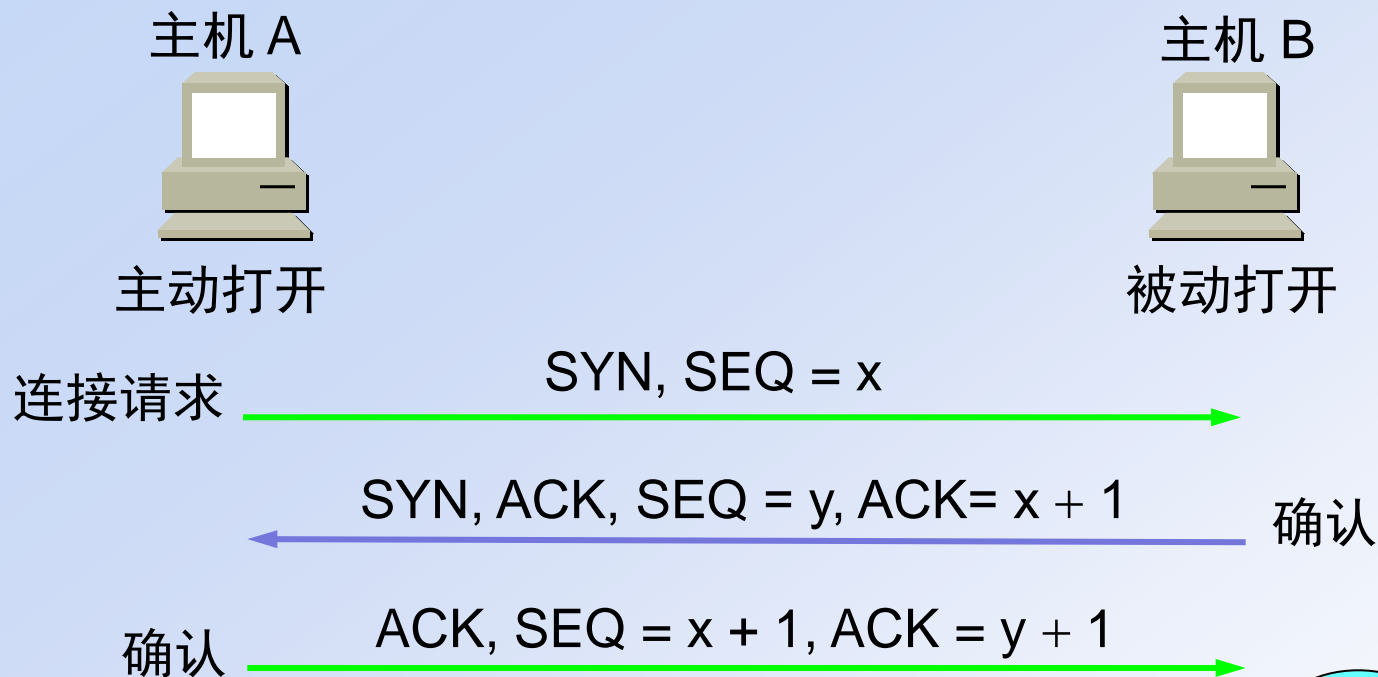 主机 A
主机 B
主动打开
被动打开
SYN, SEQ = x
连接请求
SYN, ACK, SEQ = y, ACK= x + 1
确认
ACK, SEQ = x + 1, ACK = y + 1
确认